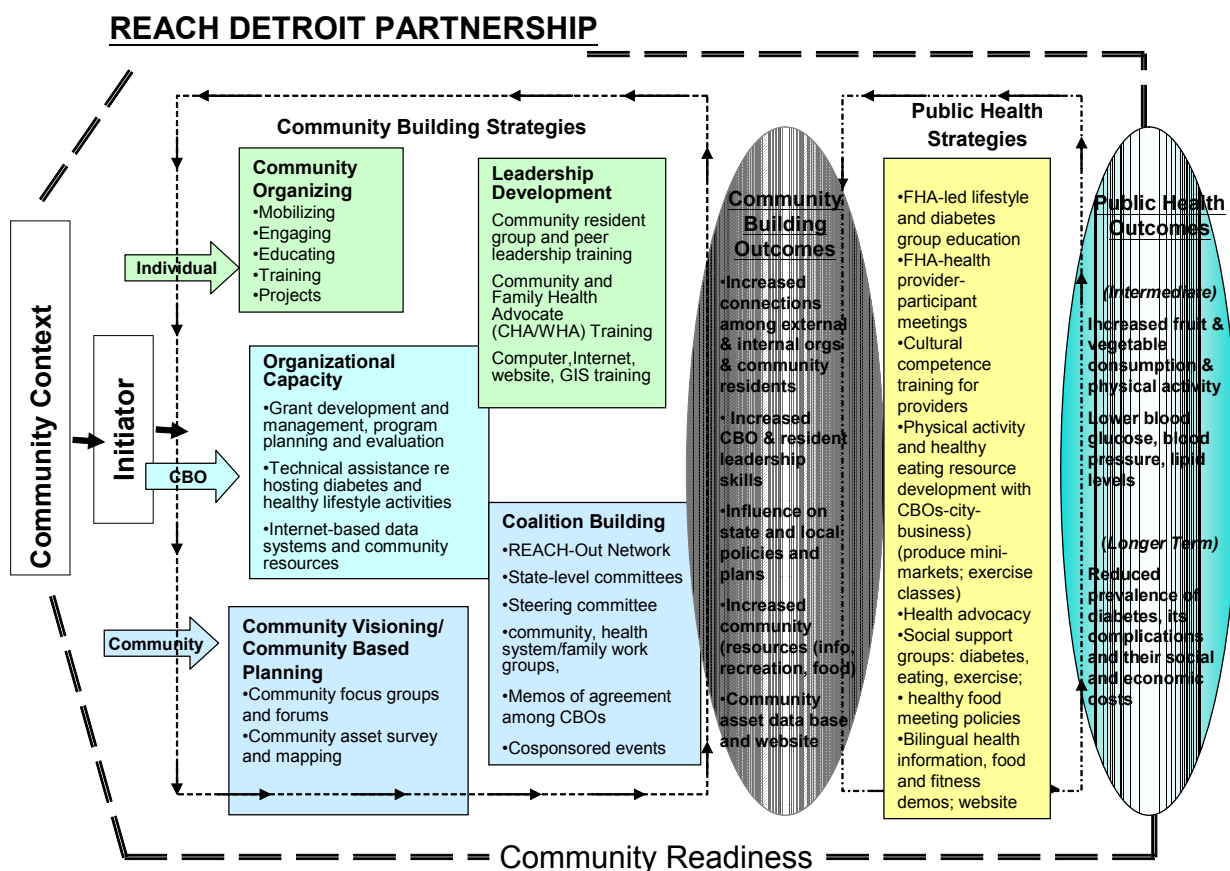 REACH DETROIT PARTNERSHIP
Community Context
Initiator
Individual
CBO
Community
Community Building Strategies
Community
Organizing
•Mobilizing
•Engaging
•Educating
•Training
•Projects
Leadership
Development
Community resident
group and peer
leadership training
Community and
Family Health
Advocate
(CHA/WHA) Training
Computer,Internet,
website, GIS training
Organizational
Capacity
•Grant development and
management, program
planning and evaluation
•Technical assistance re
hosting diabetes and
healthy lifestyle activities
•Internet-based data
systems and community
resources
Coalition Building
•REACH-Out Network
•State-level committees
•Steering committee
•community, health
system/family work
groups,
•Memos of agreement
among CBOs
•Cosponsored events
Community Visioning/
Community Based
Planning
•Community focus groups
and forums
•Community asset survey
and mapping
Community
Building
Outcomes
•Increased
connections
among external
& internal orgs
& community
residents
• Increased
CBO & resident
leadership
skills
•Influence on
state and local
policies and
plans
•Increased
community
(resources (info,
recreation, food)
•Community
asset data base
and website
Public Health
Strategies
•FHA-led lifestyle
and diabetes
group education
•FHA-health
provider-
participant
meetings
•Cultural
competence
training for
providers
•Physical activity
and healthy
eating resource
development with
CBOs-city-
business)
(produce mini-
markets; exercise
classes)
•Health advocacy
•Social support
groups: diabetes,
eating, exercise;
• healthy food
meeting policies
•Bilingual health
information, food
and fitness
demos; website
Public Health
Outcomes
(Intermediate)
Increased fruit &
vegetable
consumption &
physical activity
Lower blood
glucose, blood
pressure, lipid
levels
(Longer Term)
Reduced
prevalence of
diabetes, its
complications
and their social
and economic
costs
Community Readiness